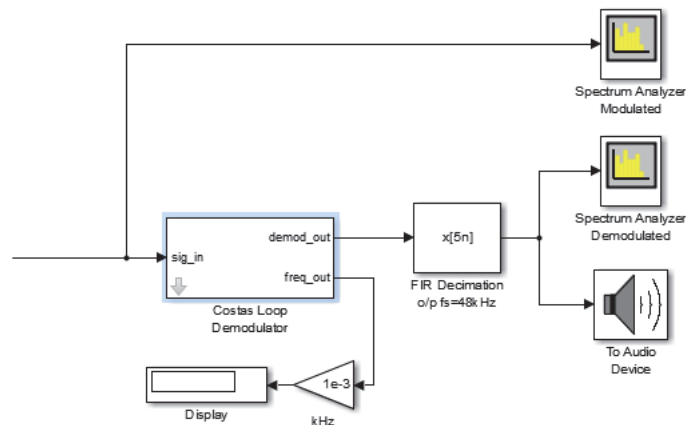 Spectrum Analyzer
Modulated
Spectrum Analyzer
Demodulated
sig_in
demod_out
freq_out
Costas Loop
Demodulator
x[5n]
FIR Decimation
o/p fs=48kHz
To Audio
Device
1e-3
kHz
Display